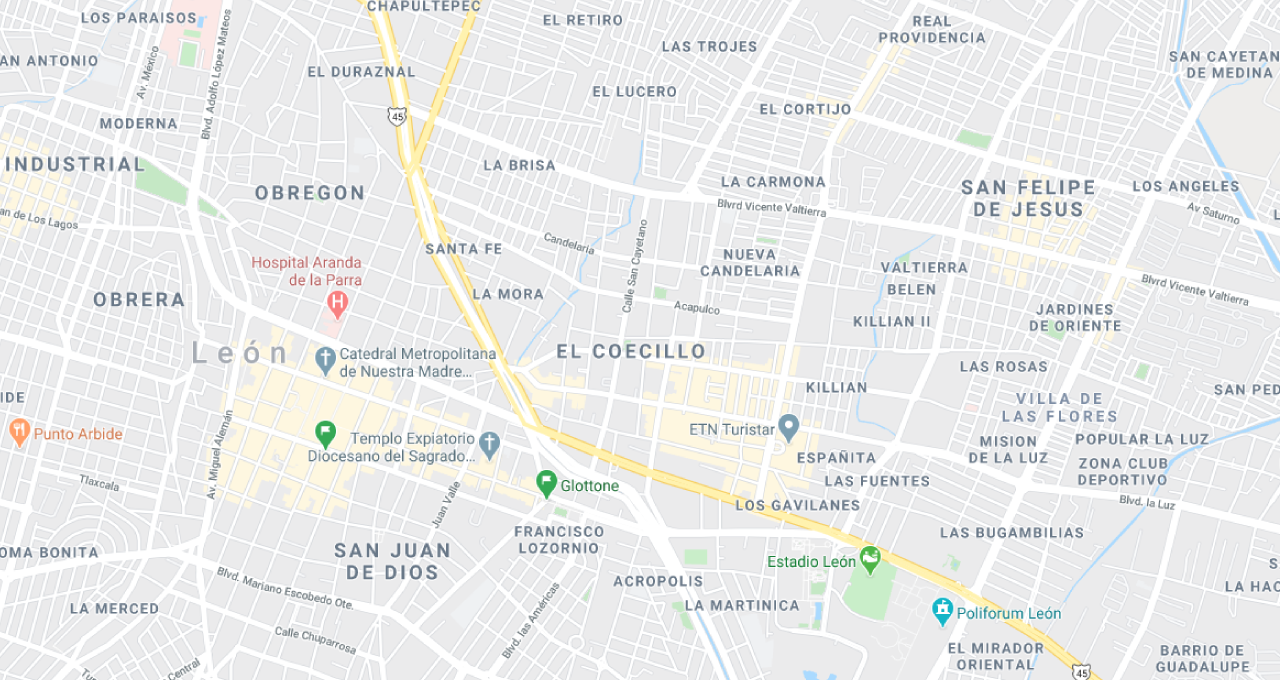 CHAPULTEPEC
LOS PARAISOS
EL RETIRO
REAL
PROVIDENCIA
LAS TROJES
SAN CAYETAN
DE MEDINA
AN ANTONIO
Av. México
Blvd. Adolfo López Mateos
EL DURAZNAL
EL LUCERO
EL CORTIJO
45
MODERNA
INDUSTRIAL
LA BRISA
OBREGON
LA CARMONA
SAN FELIPE
DE JESUS
LOS ANGELES
Blvrd Vicente Valtierra
Av Saturno
L
an de Los Lagos
SANTA FE
Candelaria
Calle San Cayetano
NUEVA
CANDELARIA
VALTIERRA
BELEN
Hospital Aranda
de la Parra
H
Blvrd Vicente Valtierra
OBRERA
LA MORA
Acapulco
KILLIAN II
JARDINES
DE ORIENTE
León
Catedral Metropolitana
de Nuestra Madre...
EL COECILLO
LAS ROSAS
KILLIAN
SAN PED
IDE
VILLA DE
LAS FLORES
Punto Arbide
Av. Miguel Alemán
Templo Expiatorio
Diocesano del Sagrado...
ETN Turistar
ESPAÑITA
MISION
DE LA LUZ
POPULAR LA LUZ
ZONA CLUB
DEPORTIVO
Tlaxcala
Juan Valle
Glottone
LAS FUENTES
LOS GAVILANES
Blvd. la Luz
OMA BONITA
SAN JUAN
DE DIOS
FRANCISCO
LOZORNIO
LAS BUGAMBILIAS
Estadio León
S
LA HAC
Blvd. Mariano Escobedo Ote.
ACROPOLIS
LA MERCED
Blvd. las Américas
LA MARTINICA
Poliforum León
Calle Chuparrosa
Central
EL MIRADOR
ORIENTAL
45
BARRIO DE
GUADALUPE